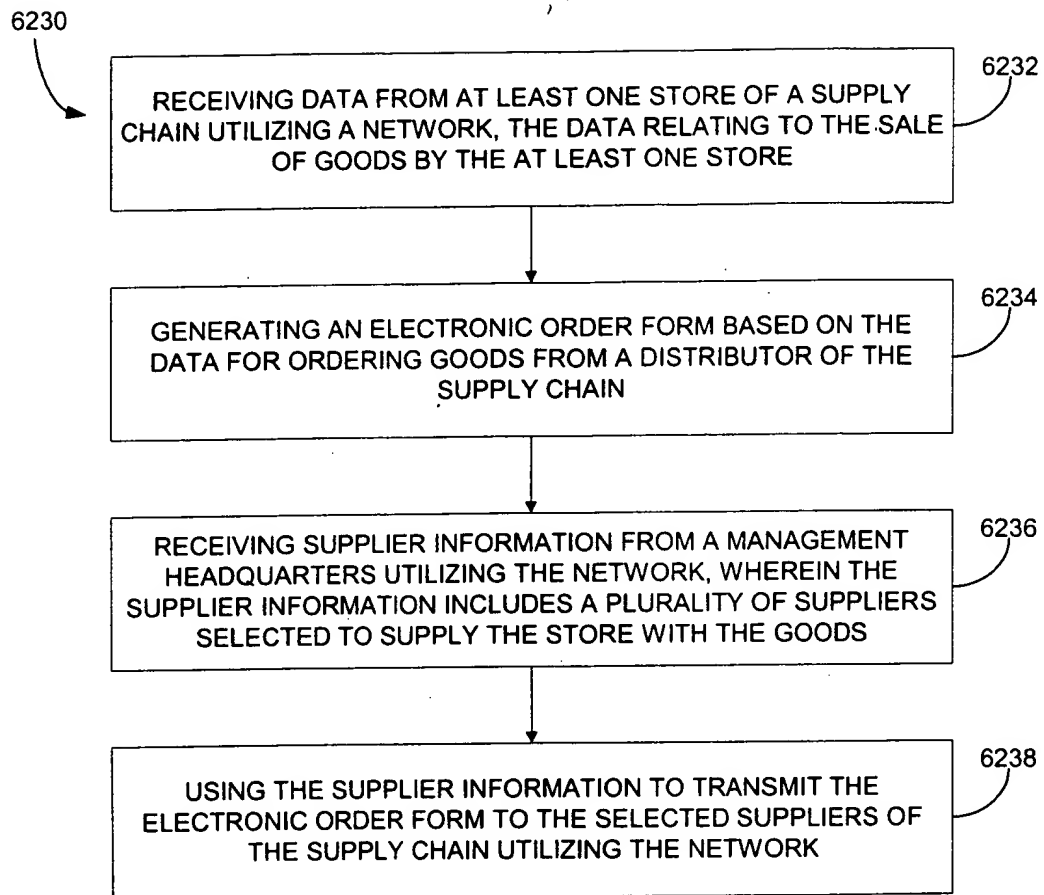 6230
6232
RECEIVING DATA FROM AT LEAST ONE STORE OF A SUPPLY
CHAIN UTILIZING A NETWORK, THE DATA RELATING TO THE SALE
OF GOODS BY THE AT LEAST ONE STORE
6234
GENERATING AN ELECTRONIC ORDER FORM BASED ON THE
DATA FOR ORDERING GOODS FROM A DISTRIBUTOR OF THE
SUPPLY CHAIN
6236
RECEIVING SUPPLIER INFORMATION FROM A MANAGEMENT
HEADQUARTERS UTILIZING THE NETWORK, WHEREIN THE
SUPPLIER INFORMATION INCLUDES A PLURALITY OF SUPPLIERS
SELECTED TO SUPPLY THE STORE WITH THE GOODS
6238
USING THE SUPPLIER INFORMATION TO TRANSMIT THE
ELECTRONIC ORDER FORM TO THE SELECTED SUPPLIERS OF
THE SUPPLY CHAIN UTILIZING THE NETWORK